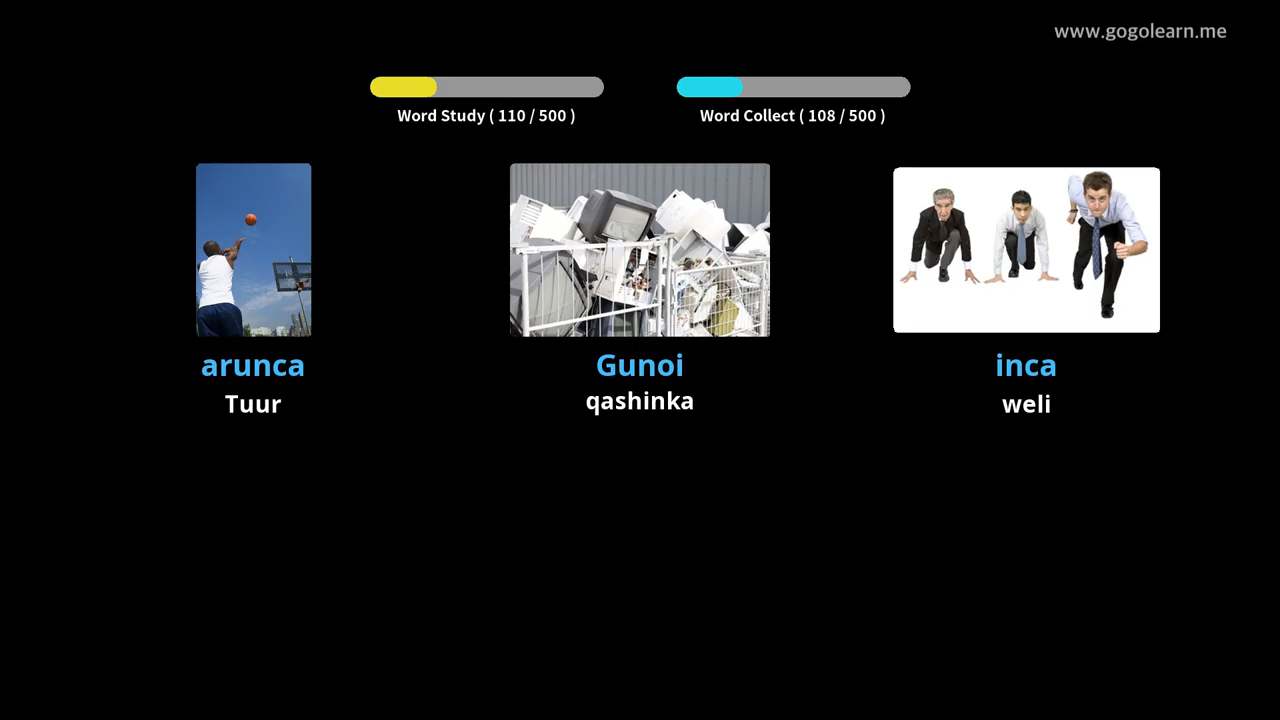 www.gogolearn.me
Word Study ( 110 / 500 )
Word Collect ( 108 / 500 )
arunca
Tuur
Gunoi
qashinka
inca
weli